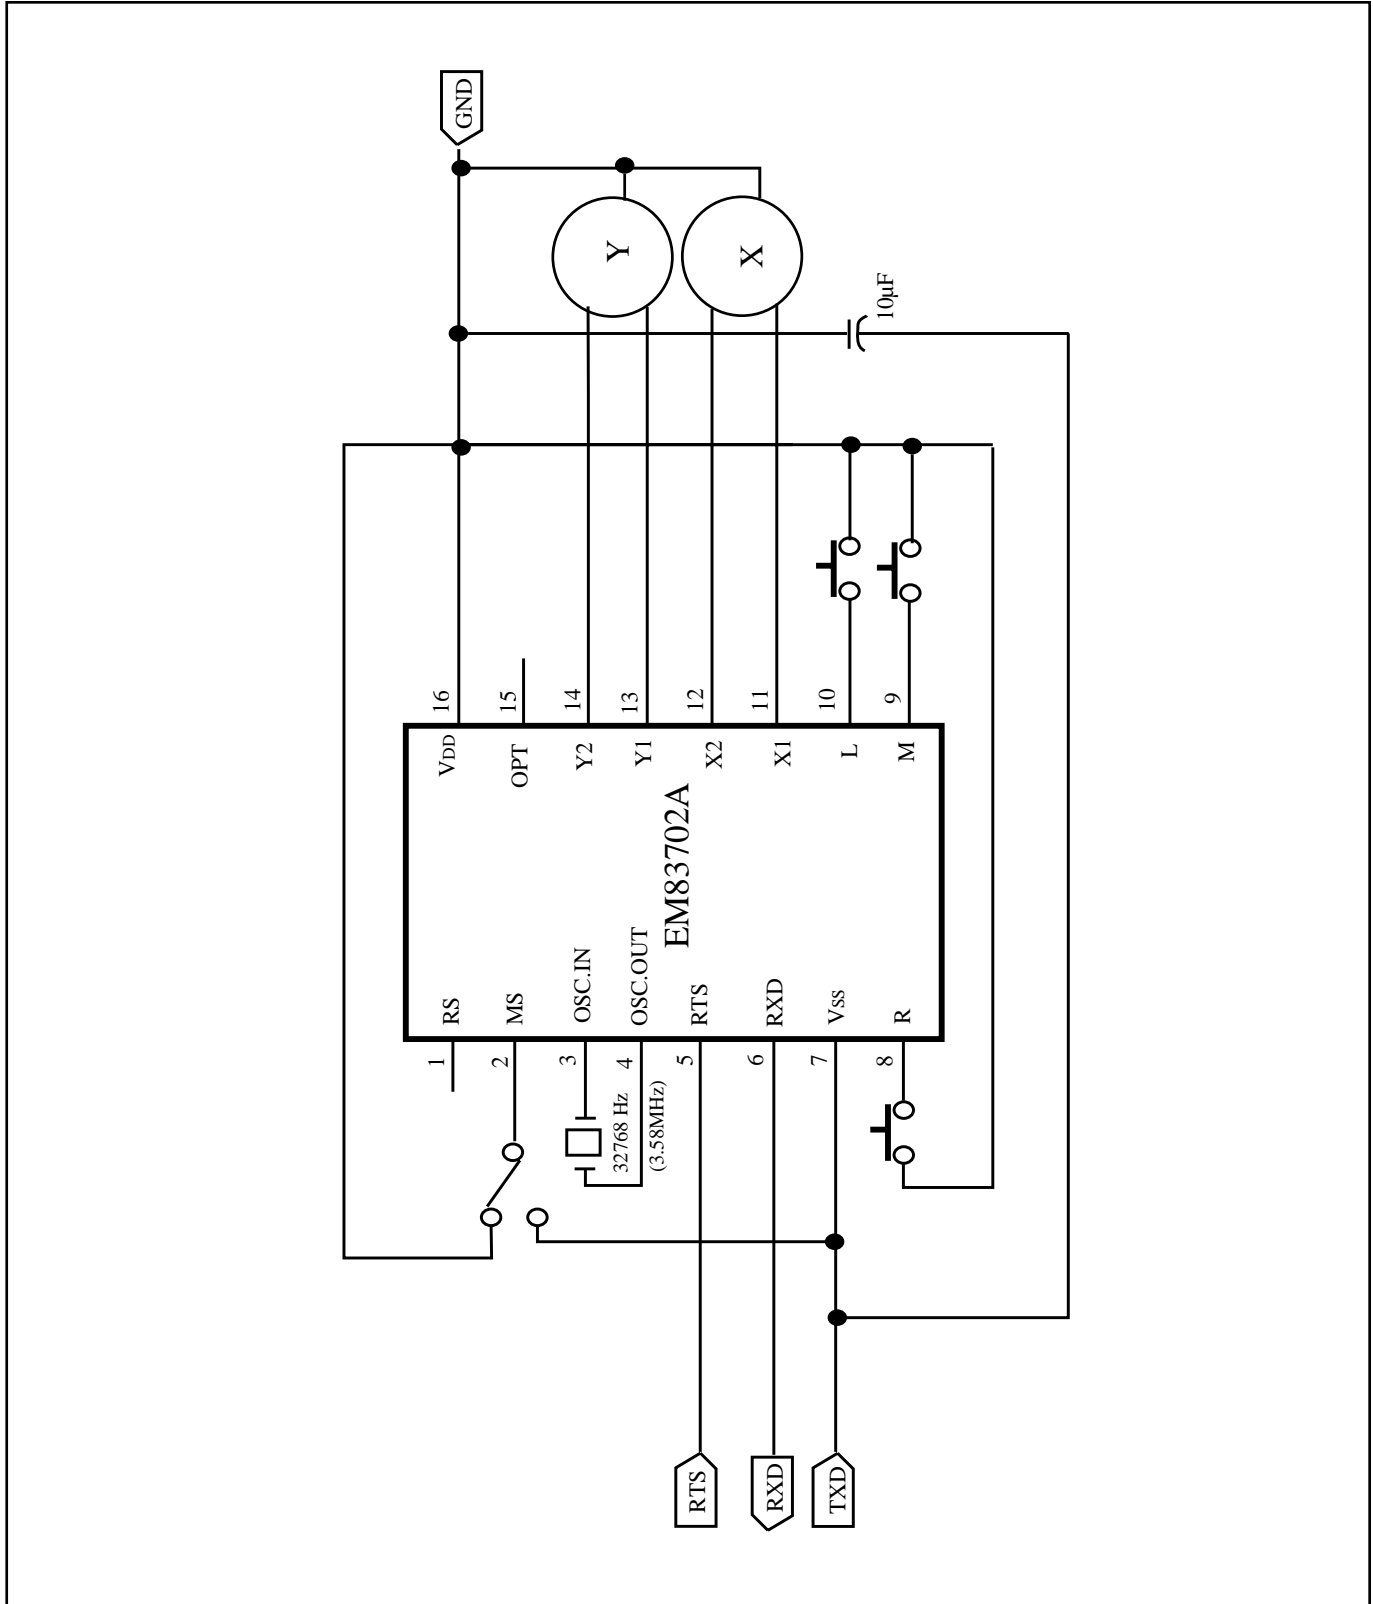 GND
Y
X
10µF
16
15
14
13
12
11
10
9
VDD
OPT
Y2
Y1
X2
X1
L
M
EM83702A
RS
MS
OSC.IN
OSC.OUT
RTS
RXD
Vss
R
1
2
3
4
5
6
7
8
32768 Hz
(3.58MHz)
RTS
RXD
TXD